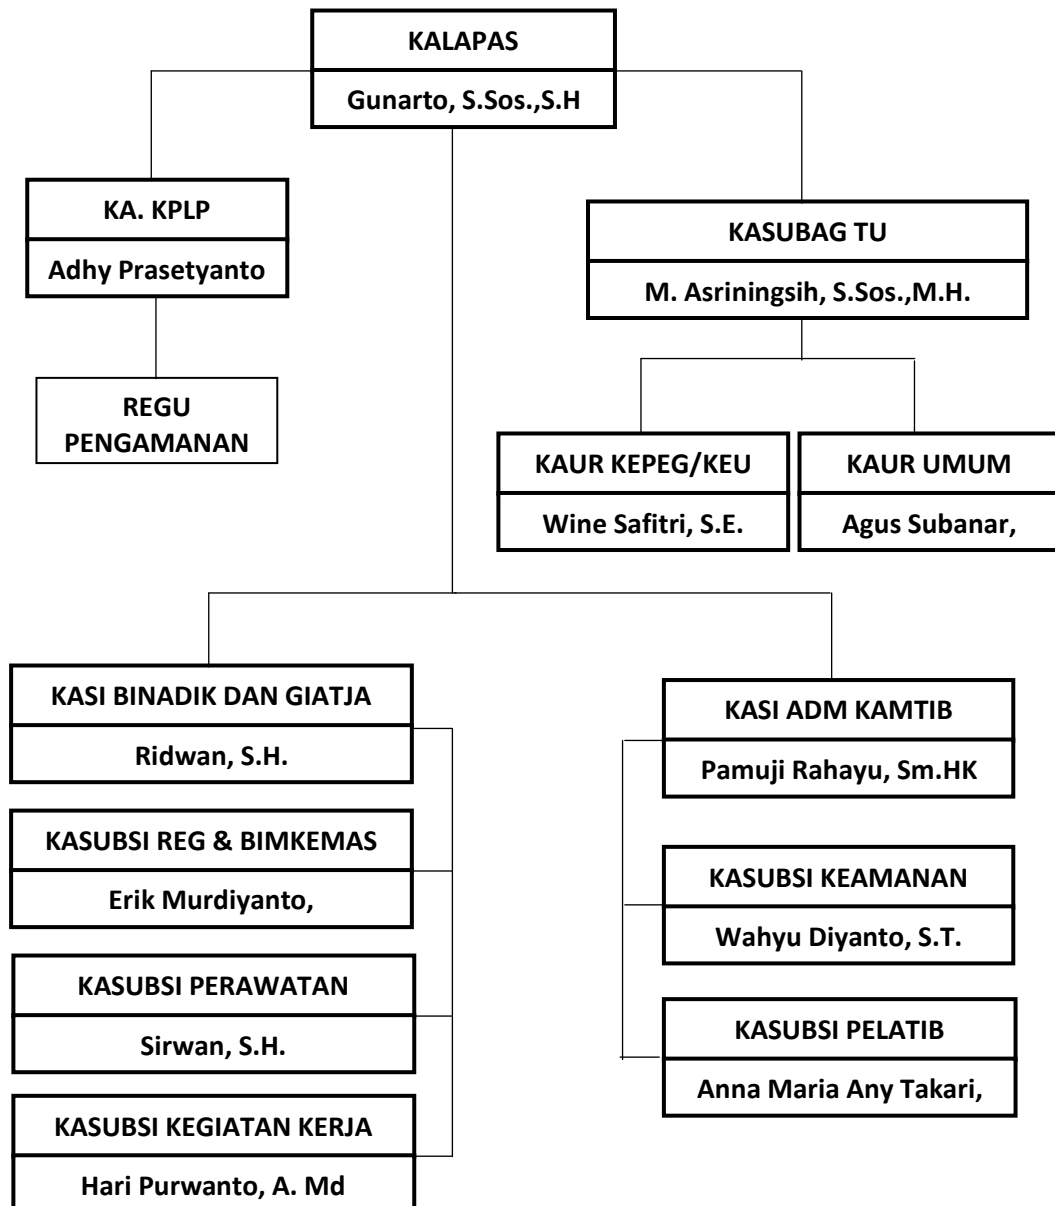 KALAPAS
Gunarto, S.Sos.,S.H
KA. KPLP
Adhy Prasetyanto
REGU
PENGAMANAN
KASUBAG TU
M. Asriningsih, S.Sos.,M.H.
KAUR KEPEG/KEU
Wine Safitri, S.E.
KAUR UMUM
Agus Subanar,
KASI BINADIK DAN GIATJA
Ridwan, S.H.
KASUBSI REG & BIMKEMAS
Erik Murdiyanto,
KASUBSI PERAWATAN
Sirwan, S.H.
KASUBSI KEGIATAN KERJA
Hari Purwanto, A. Md
KASI ADM KAMTIB
Pamuji Rahayu, Sm.HK
KASUBSI KEAMANAN
Wahyu Diyanto, S.T.
KASUBSI PELATIB
Anna Maria Any Takari,